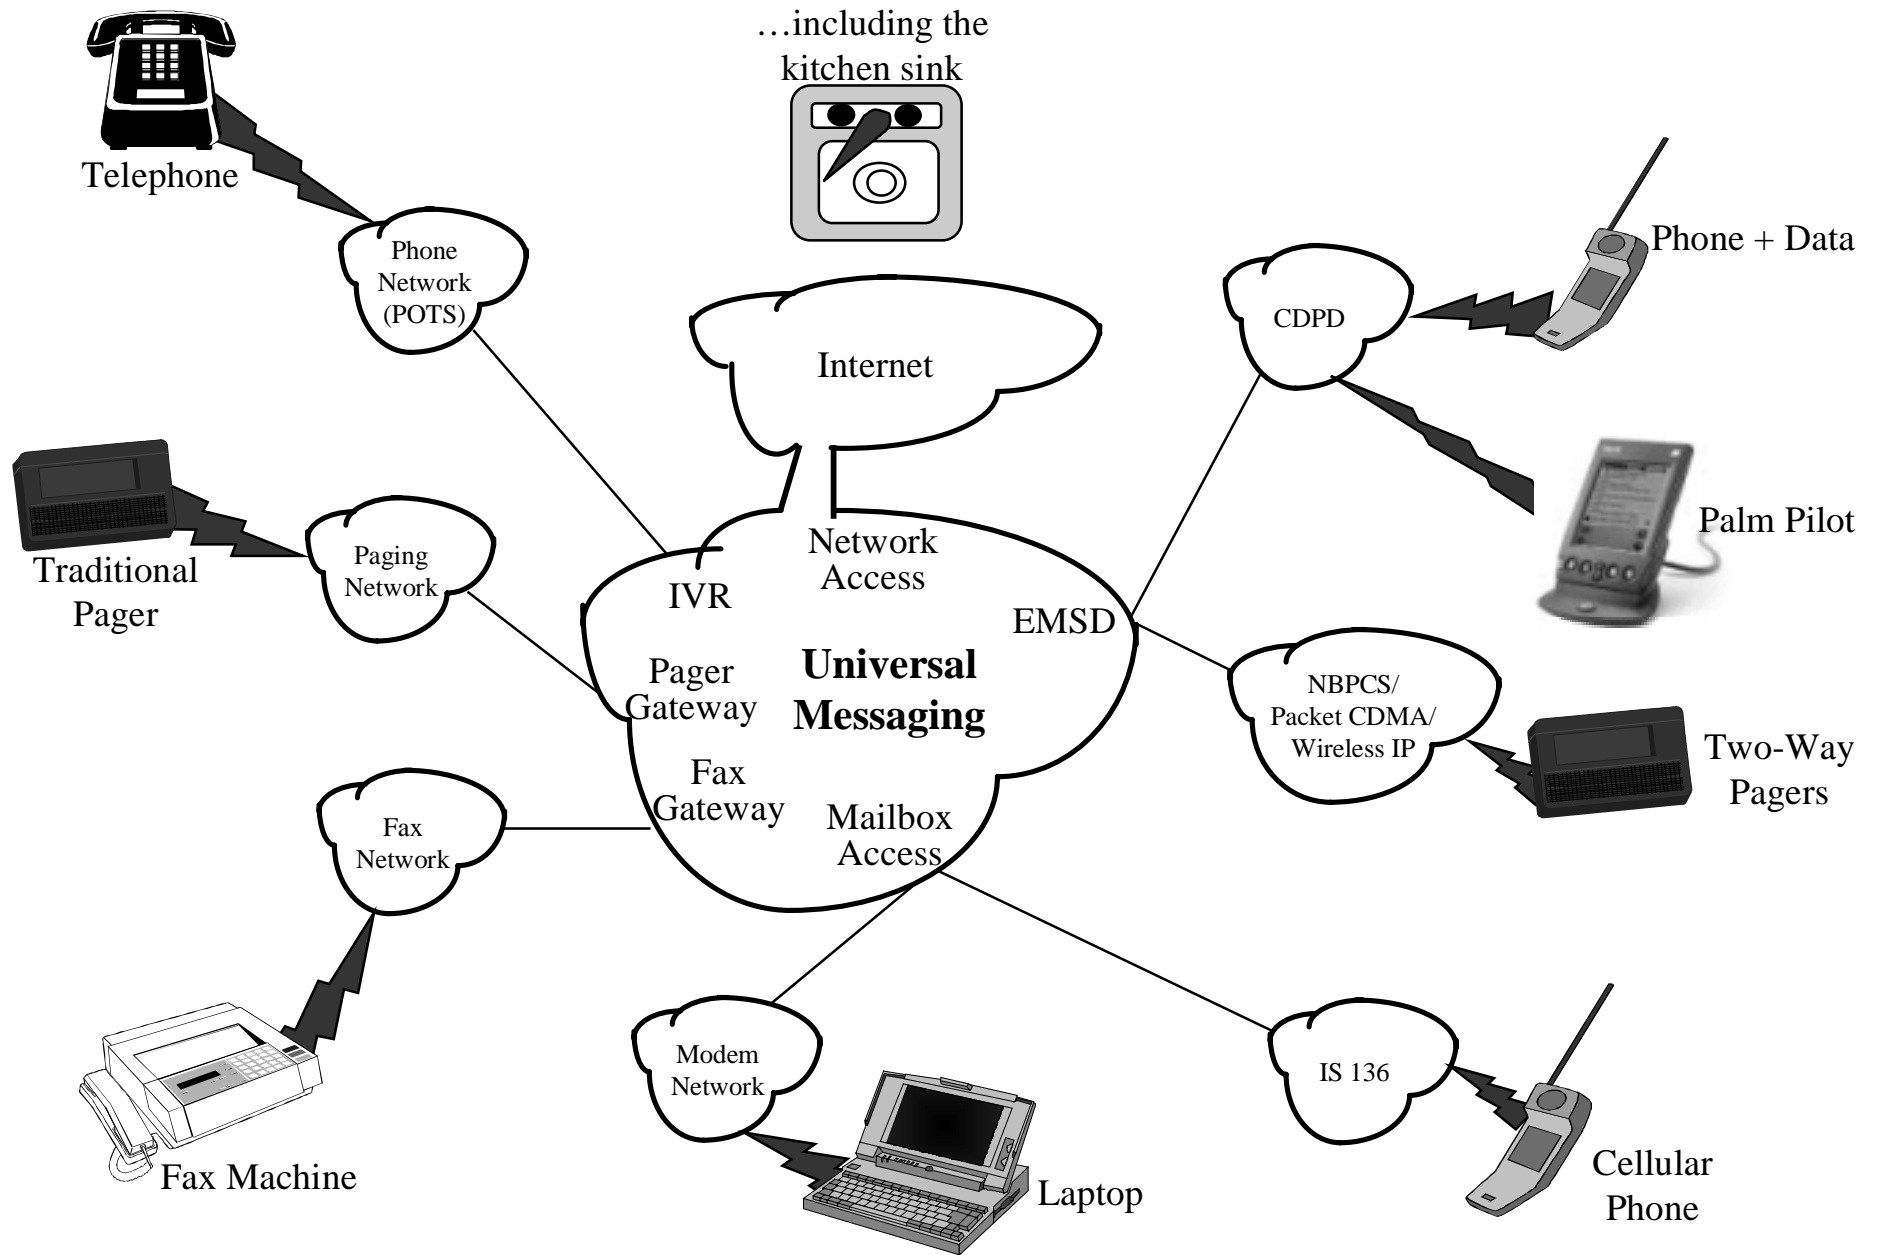 …including the
kitchen sink
Telephone
Phone
Network
(POTS)
Internet
CDPD
Phone + Data
Traditional
Pager
Paging
Network
Palm Pilot
Network
Access
IVR
EMSD
Pager
Gateway
Universal
Messaging
Fax
Gateway
Mailbox
Access
NBPCS/
Packet CDMA/
Wireless IP
Two-Way
Pagers
Fax
Network
Fax Machine
Modem
Network
Laptop
IS 136
Cellular
Phone